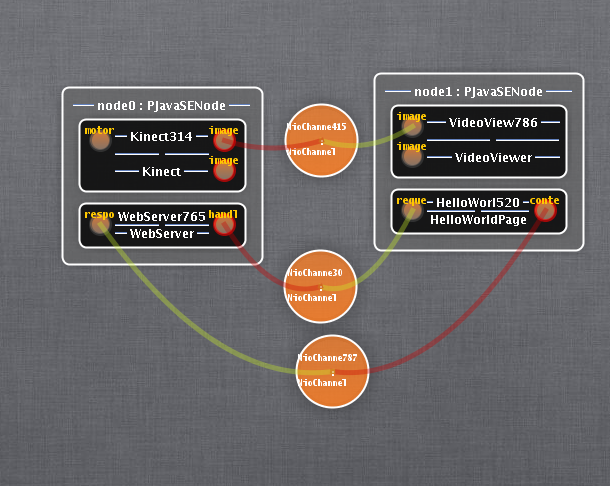 node0 : PJavaSENode
motor
Kinect314
image
image
Kinect
respo
WebServer765
handl
WebServer
NioChanne415
:
NioChannel
NioChanne30
:
NioChannel
NioChanne787
:
NioChannel
node1 : PJavaSENode
image
VideoView786
image
VideoViewer
reque
HelloWorl520
conte
HelloWorldPage